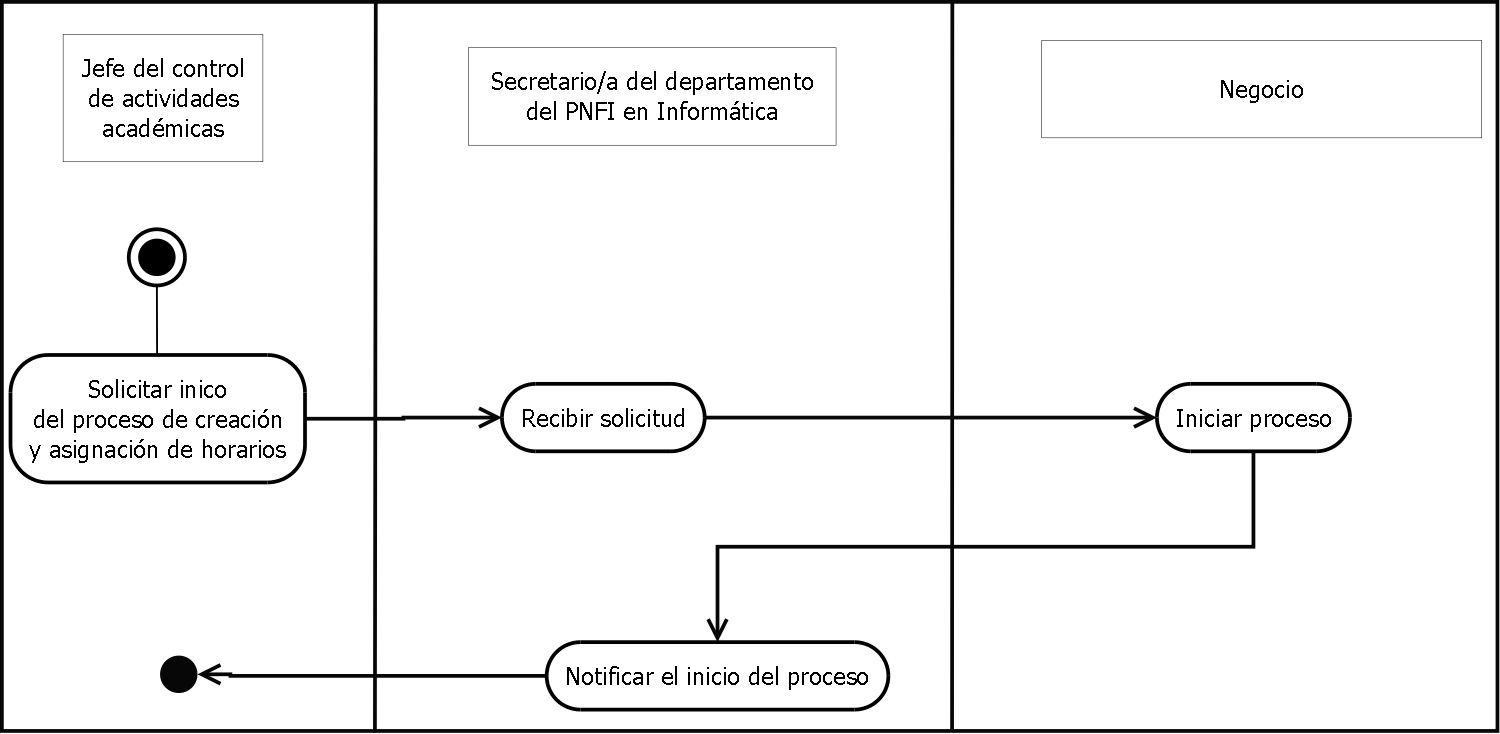 Jefe del control
de actividades
académicas
Secretario/a del departamento
del PNFI en Informática
Negocio
Solicitar inico
del proceso de creación
y asignación de horarios
Recibir solicitud
Iniciar proceso
Notificar el inicio del proceso